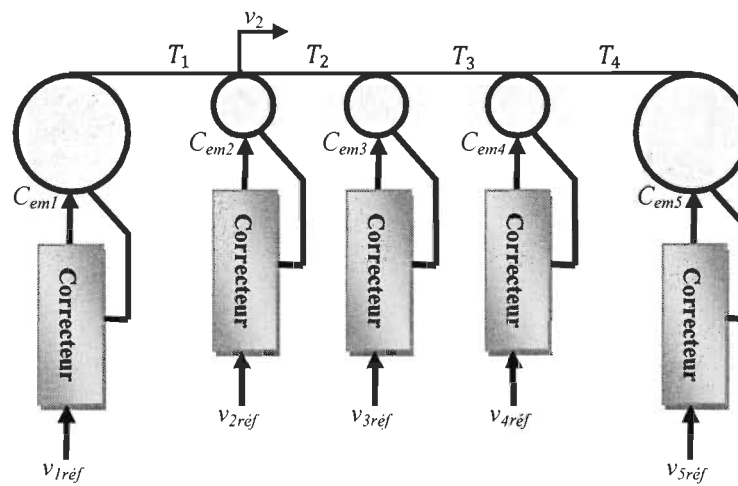 v2
T1 T2 T3 T4
Cem1 Cem2 Cem3 Cem4 Cem5
Correcteur Correcteur Correcteur Correcteur Correcteur
v1réf v2réf v3réf v4réf v5réf